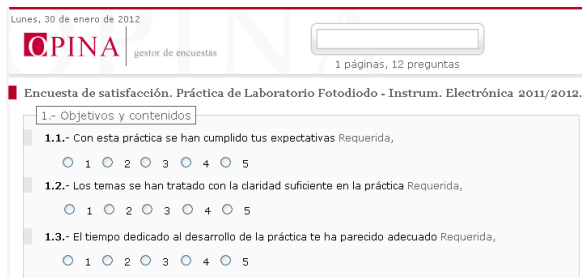 Lunes, 30 de enero de 2012
OPINA gestor de encuestas
1 páginas, 12 preguntas
Encuesta de satisfacción. Práctica de Laboratorio Fotodiodo - Instrum. Electrónica 2011/2012.
1.- Objetivos y contenidos
1.1.- Con esta práctica se han cumplido tus expectativas Requerida,
1 2 3 4 5
1.2.- Los temas se han tratado con la claridad suficiente en la práctica Requerida,
1 2 3 4 5
1.3.- El tiempo dedicado al desarrollo de la práctica te ha parecido adecuado Requerida,
1 2 3 4 5